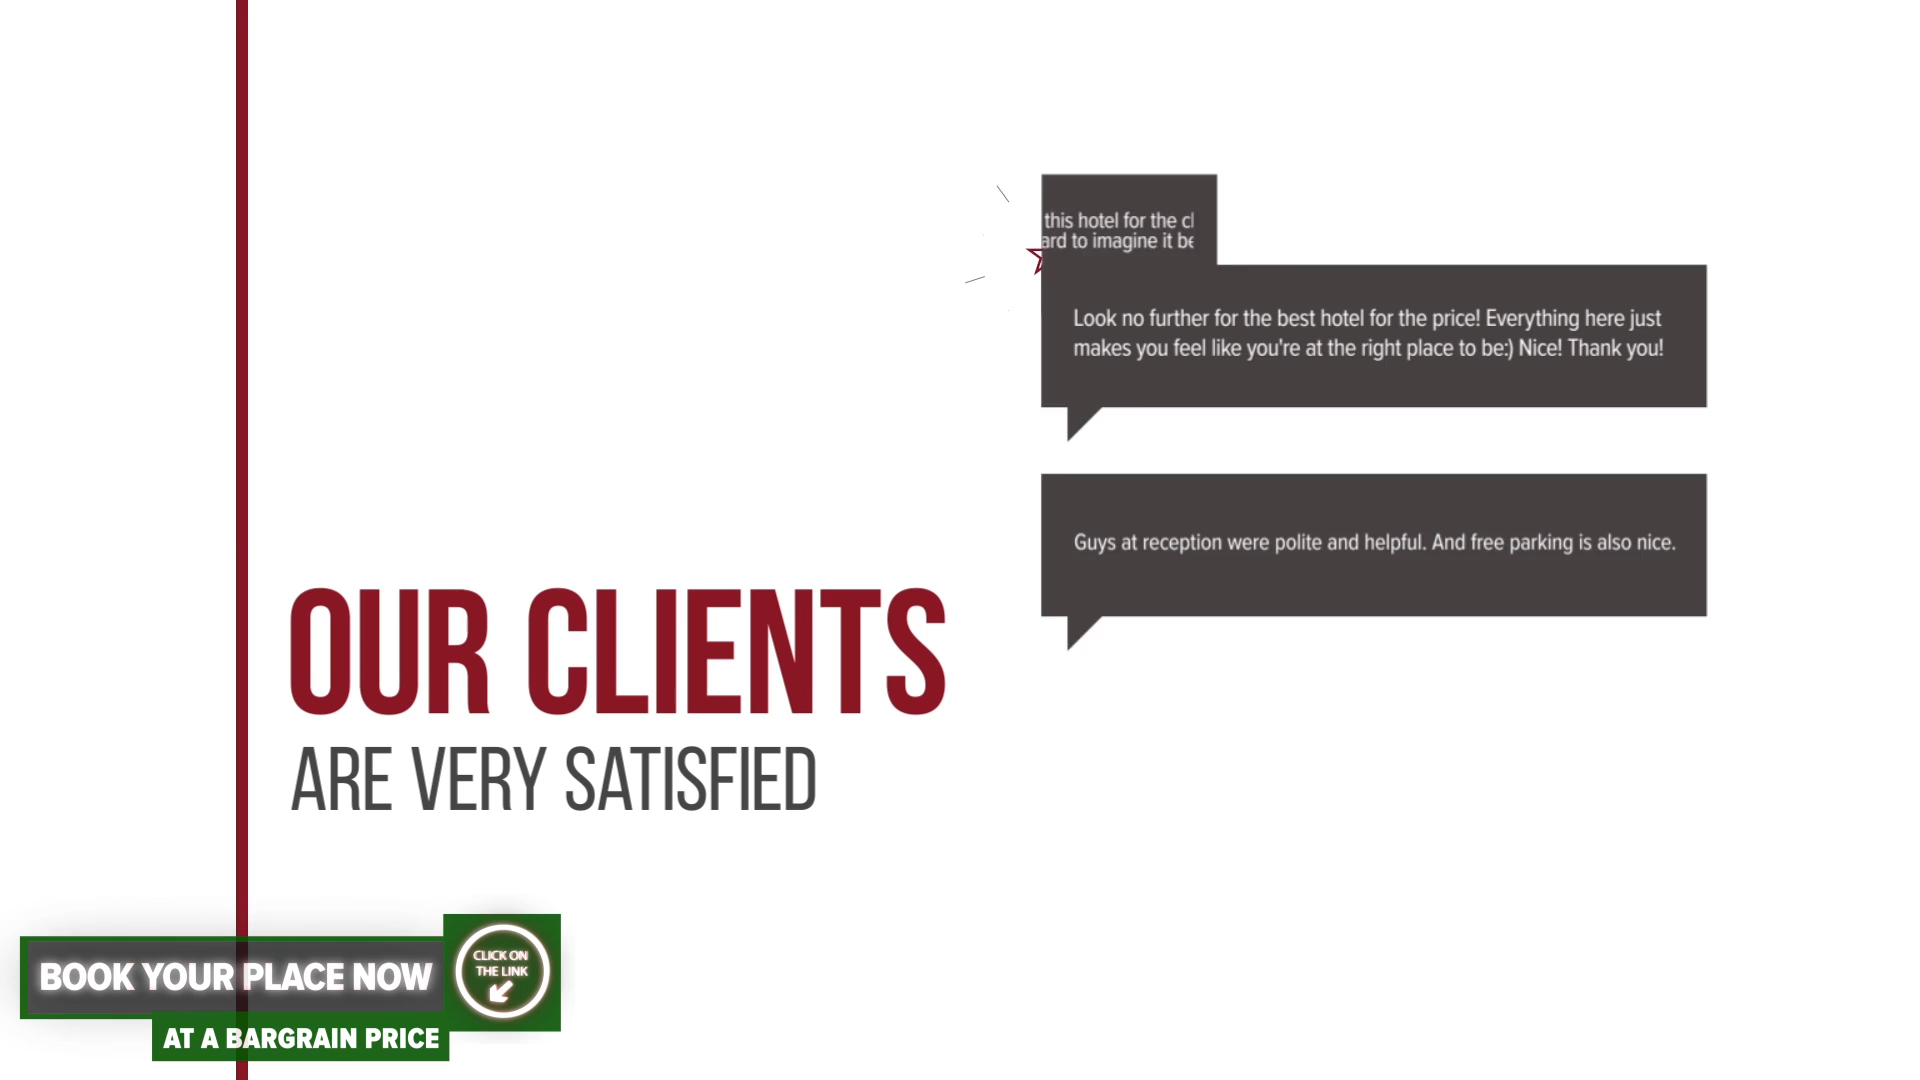 this hotel for the
to imagine it
Look no further for the best hotel for the price! Everything here just
makes you feel like you're at the right place to be:) Nice! Thank you!
Guys at reception were polite and helpful. And free parking is also nice.
OUR CLIENTS
ARE VERY SATISFIED
BOOK YOUR PLACE NOW
CLICK ON
THE LINK
AT A BARGRAIN PRICE